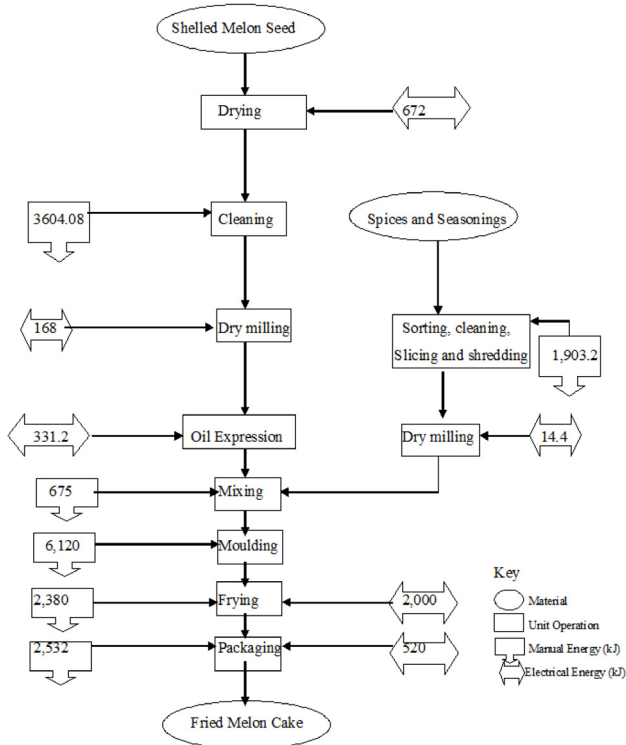 Shelled Melon Seed
Drying
672
3604.08
Cleaning
Spices and Seasonings
168
Dry milling
Sorting, cleaning,
Slicing and shredding
1,903.2
331.2
Oil Expression
Dry milling
14.4
675
Mixing
6,120
Moulding
2,380
Frying
2,000
2,532
Packaging
520
Fried Melon Cake
Key
Material
Unit Operation
Manual Energy (kJ)
Electrical Energy (kJ)